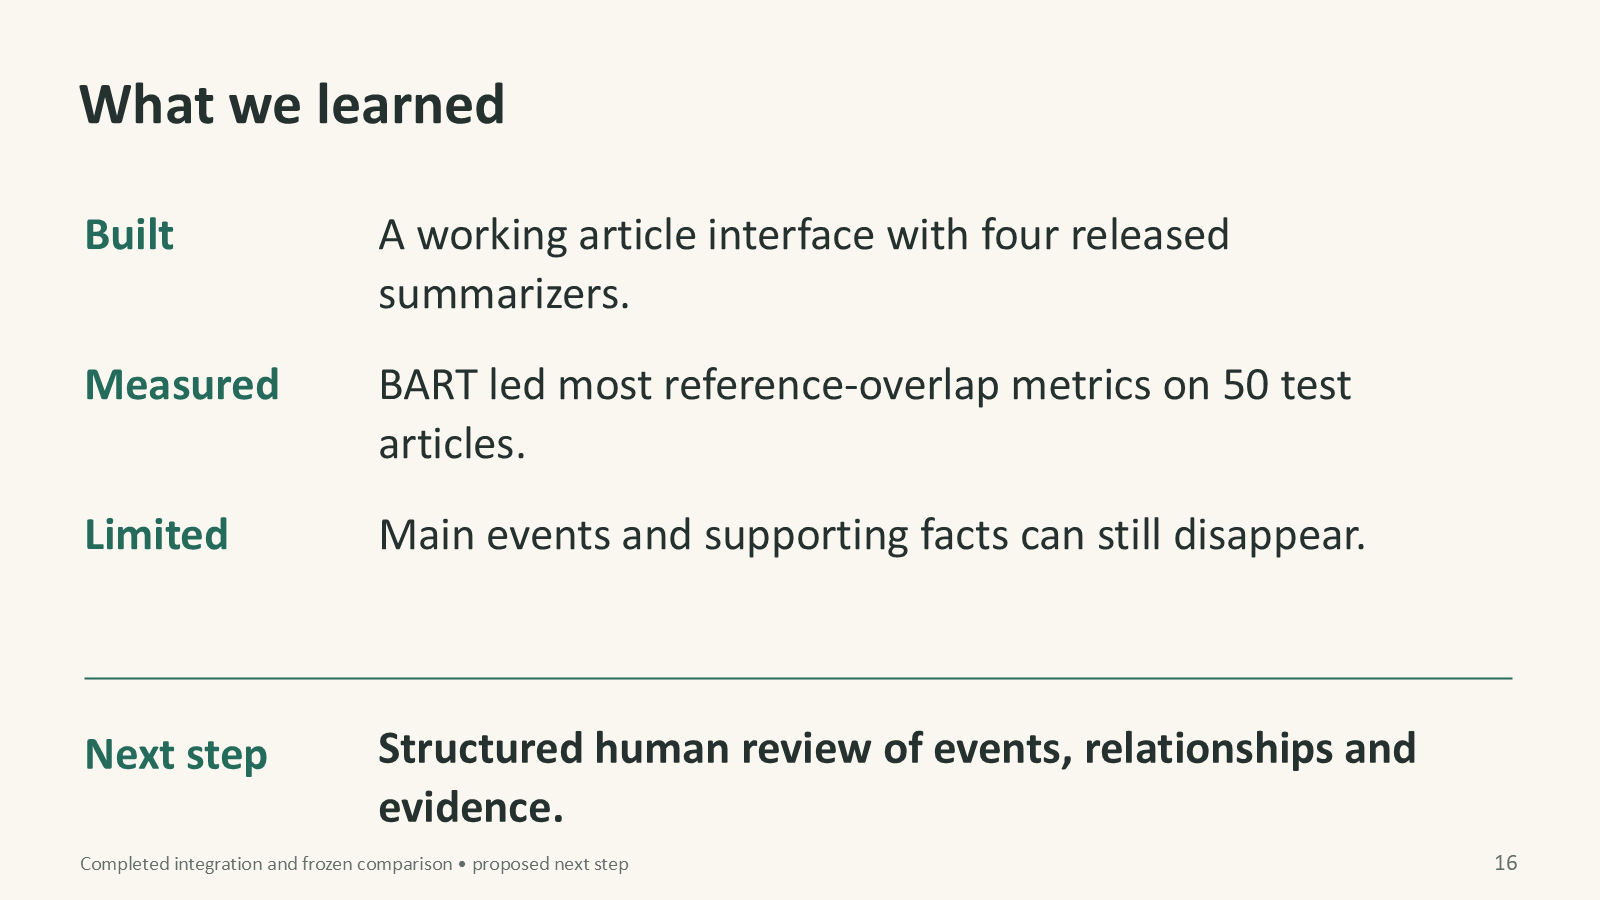 What we learned
Built
A working article interface with four released
summarizers.
Measured
BART led most reference-overlap metrics on 50 test
articles.
Limited
Main events and supporting facts can still disappear.
Next step
Structured human review of events, relationships and
evidence.
Completed integration and frozen comparison • proposed next step
16